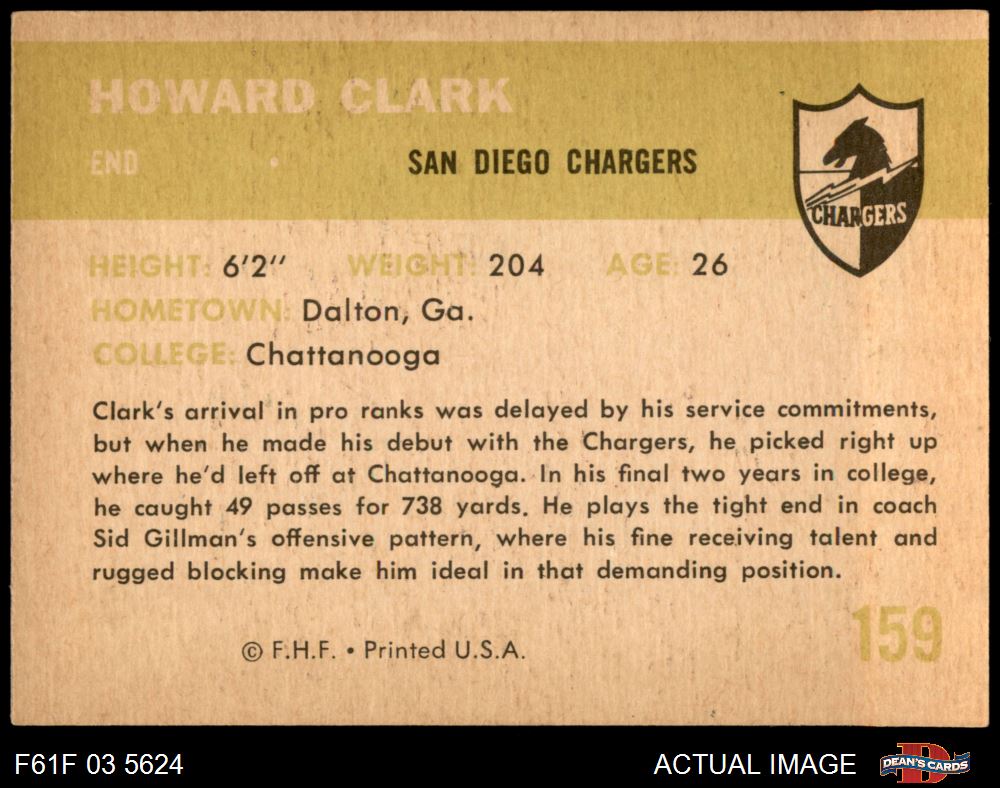 HOWARD CLARK
END • SAN DIEGO CHARGERS
CHARGERS
HEIGHT: 6'2'' WEIGHT: 204 AGE: 26
HOMETOWN: Dalton, Ga.
COLLEGE: Chattanooga
Clark's arrival in pro ranks was delayed by his service commitments,
but when he made his debut with the Chargers, he picked right up
where he'd left off at Chattanooga. In his final two years in college,
he caught 49 passes for 738 yards. He plays the tight end in coach
Sid Gillman's offensive pattern, where his fine receiving talent and
rugged blocking make him ideal in that demanding position.
159
© F.H.F. • Printed U.S.A.
F61F 03 5624 ACTUAL IMAGE D DEAN'S CARDS